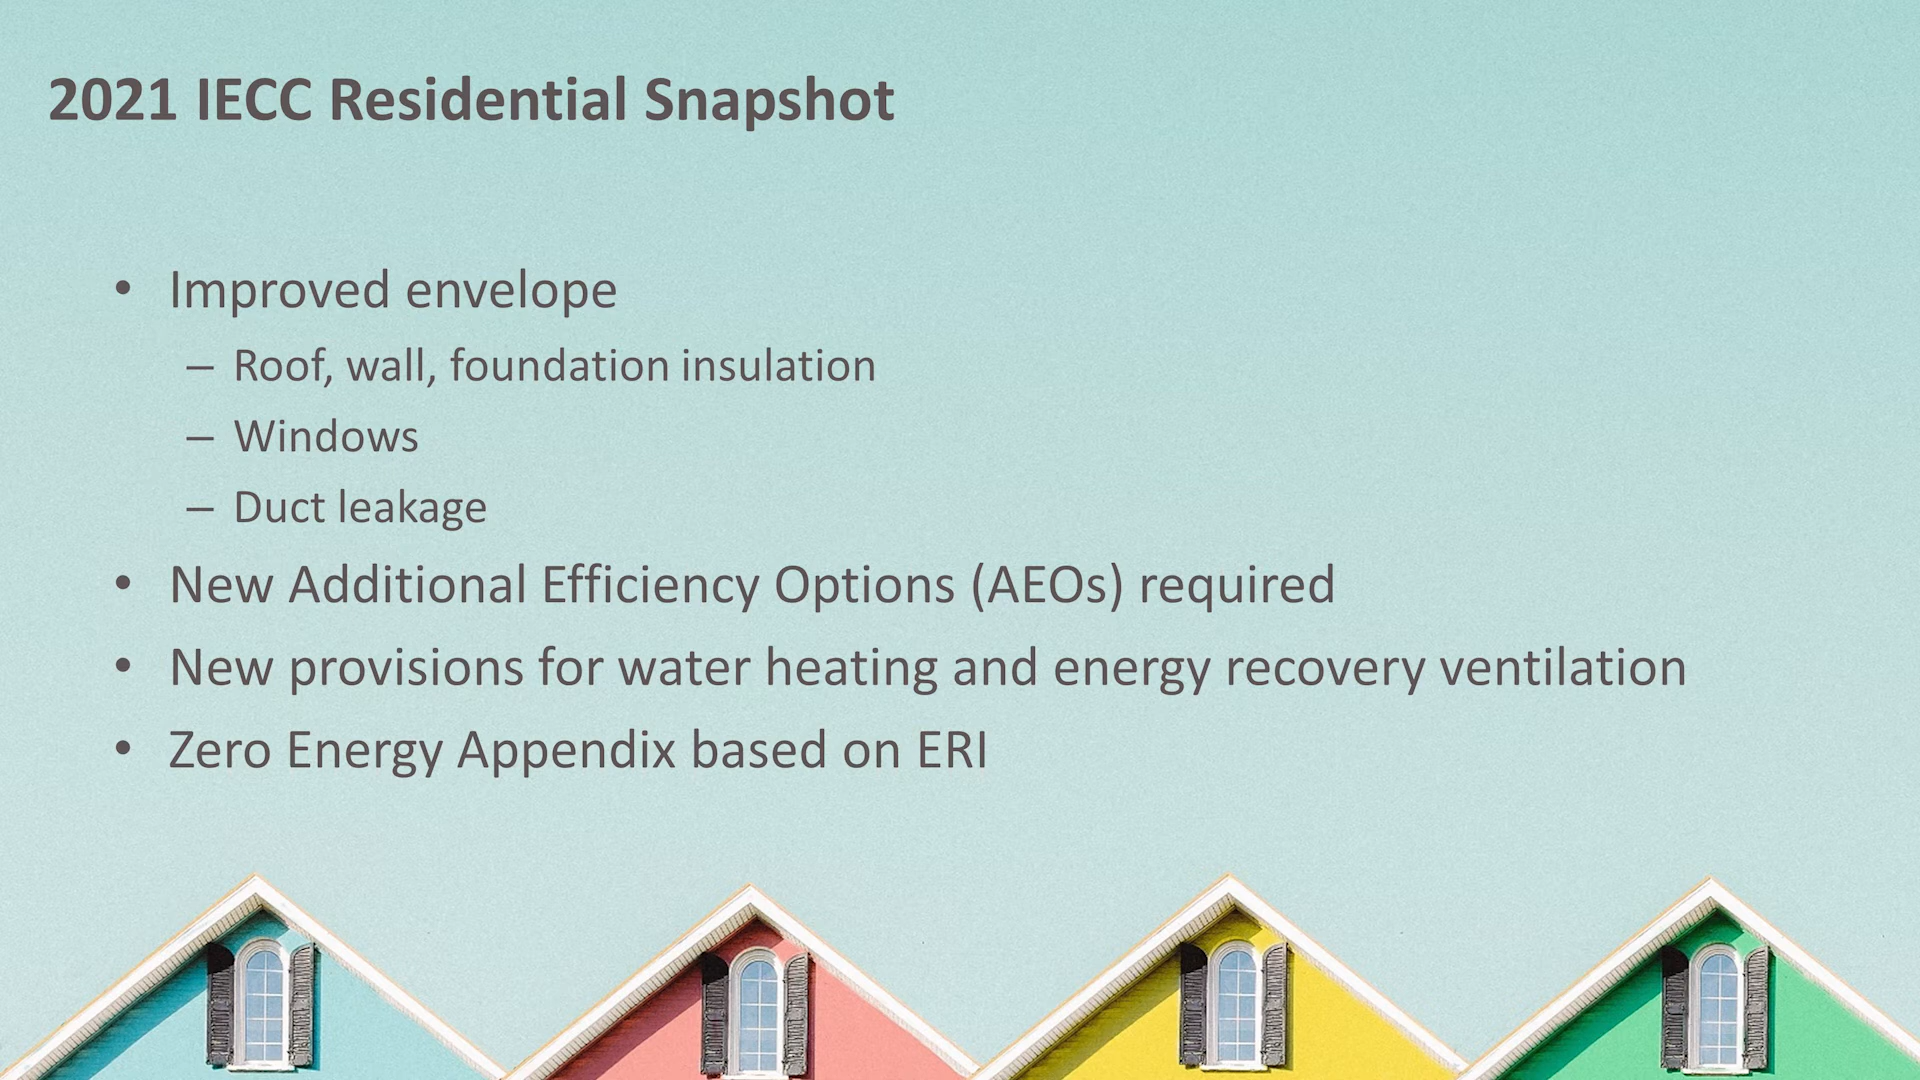 2021 IECC Residential Snapshot
• Improved envelope
– Roof, wall, foundation insulation
– Windows
– Duct leakage
• New Additional Efficiency Options (AEOs) required
• New provisions for water heating and energy recovery ventilation
• Zero Energy Appendix based on ERI